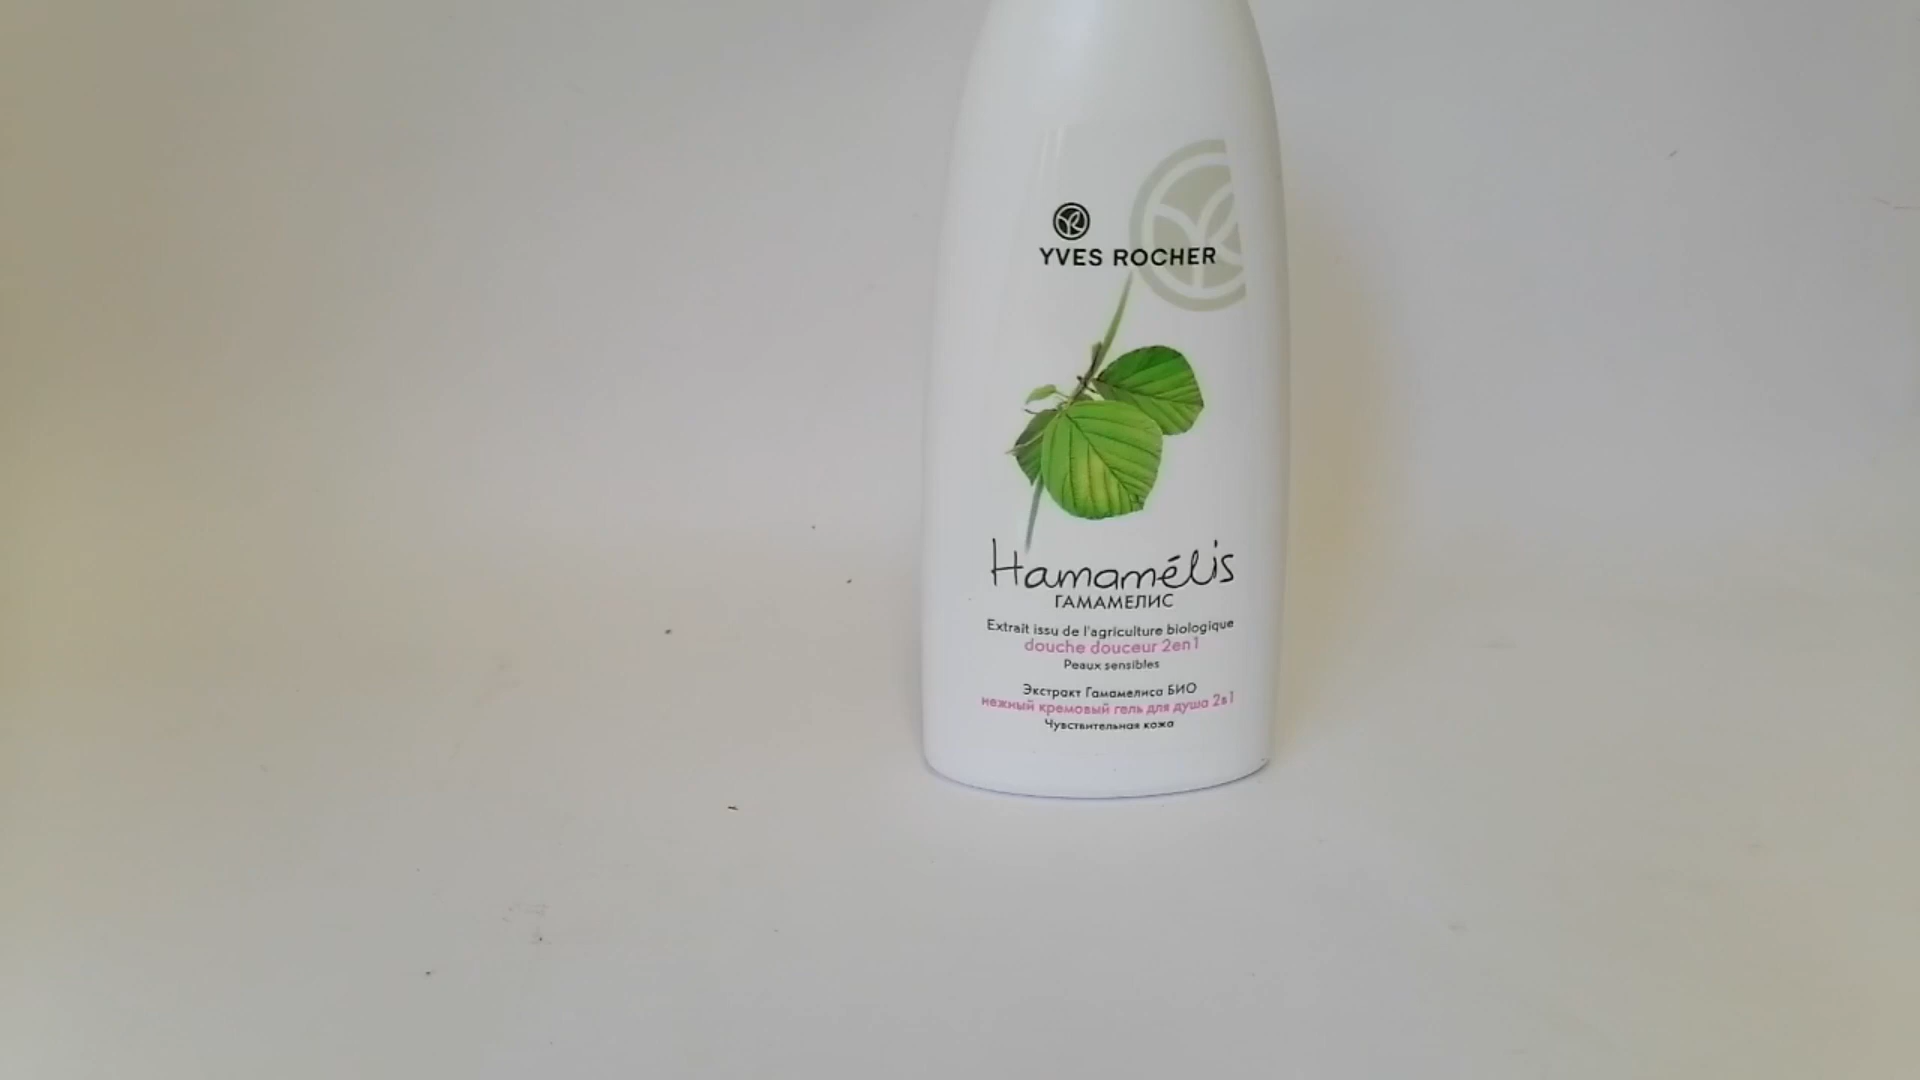 YVES ROCHER
Hamamélis
ГАМАМЕЛИС
Extrait issu de l'agriculture biologique
douche douceur 2en1
Peaux sensibles
Экстракт Гамамелиса БИО
нежный кремовый гель для душа 2в1
Чувствительная кожа